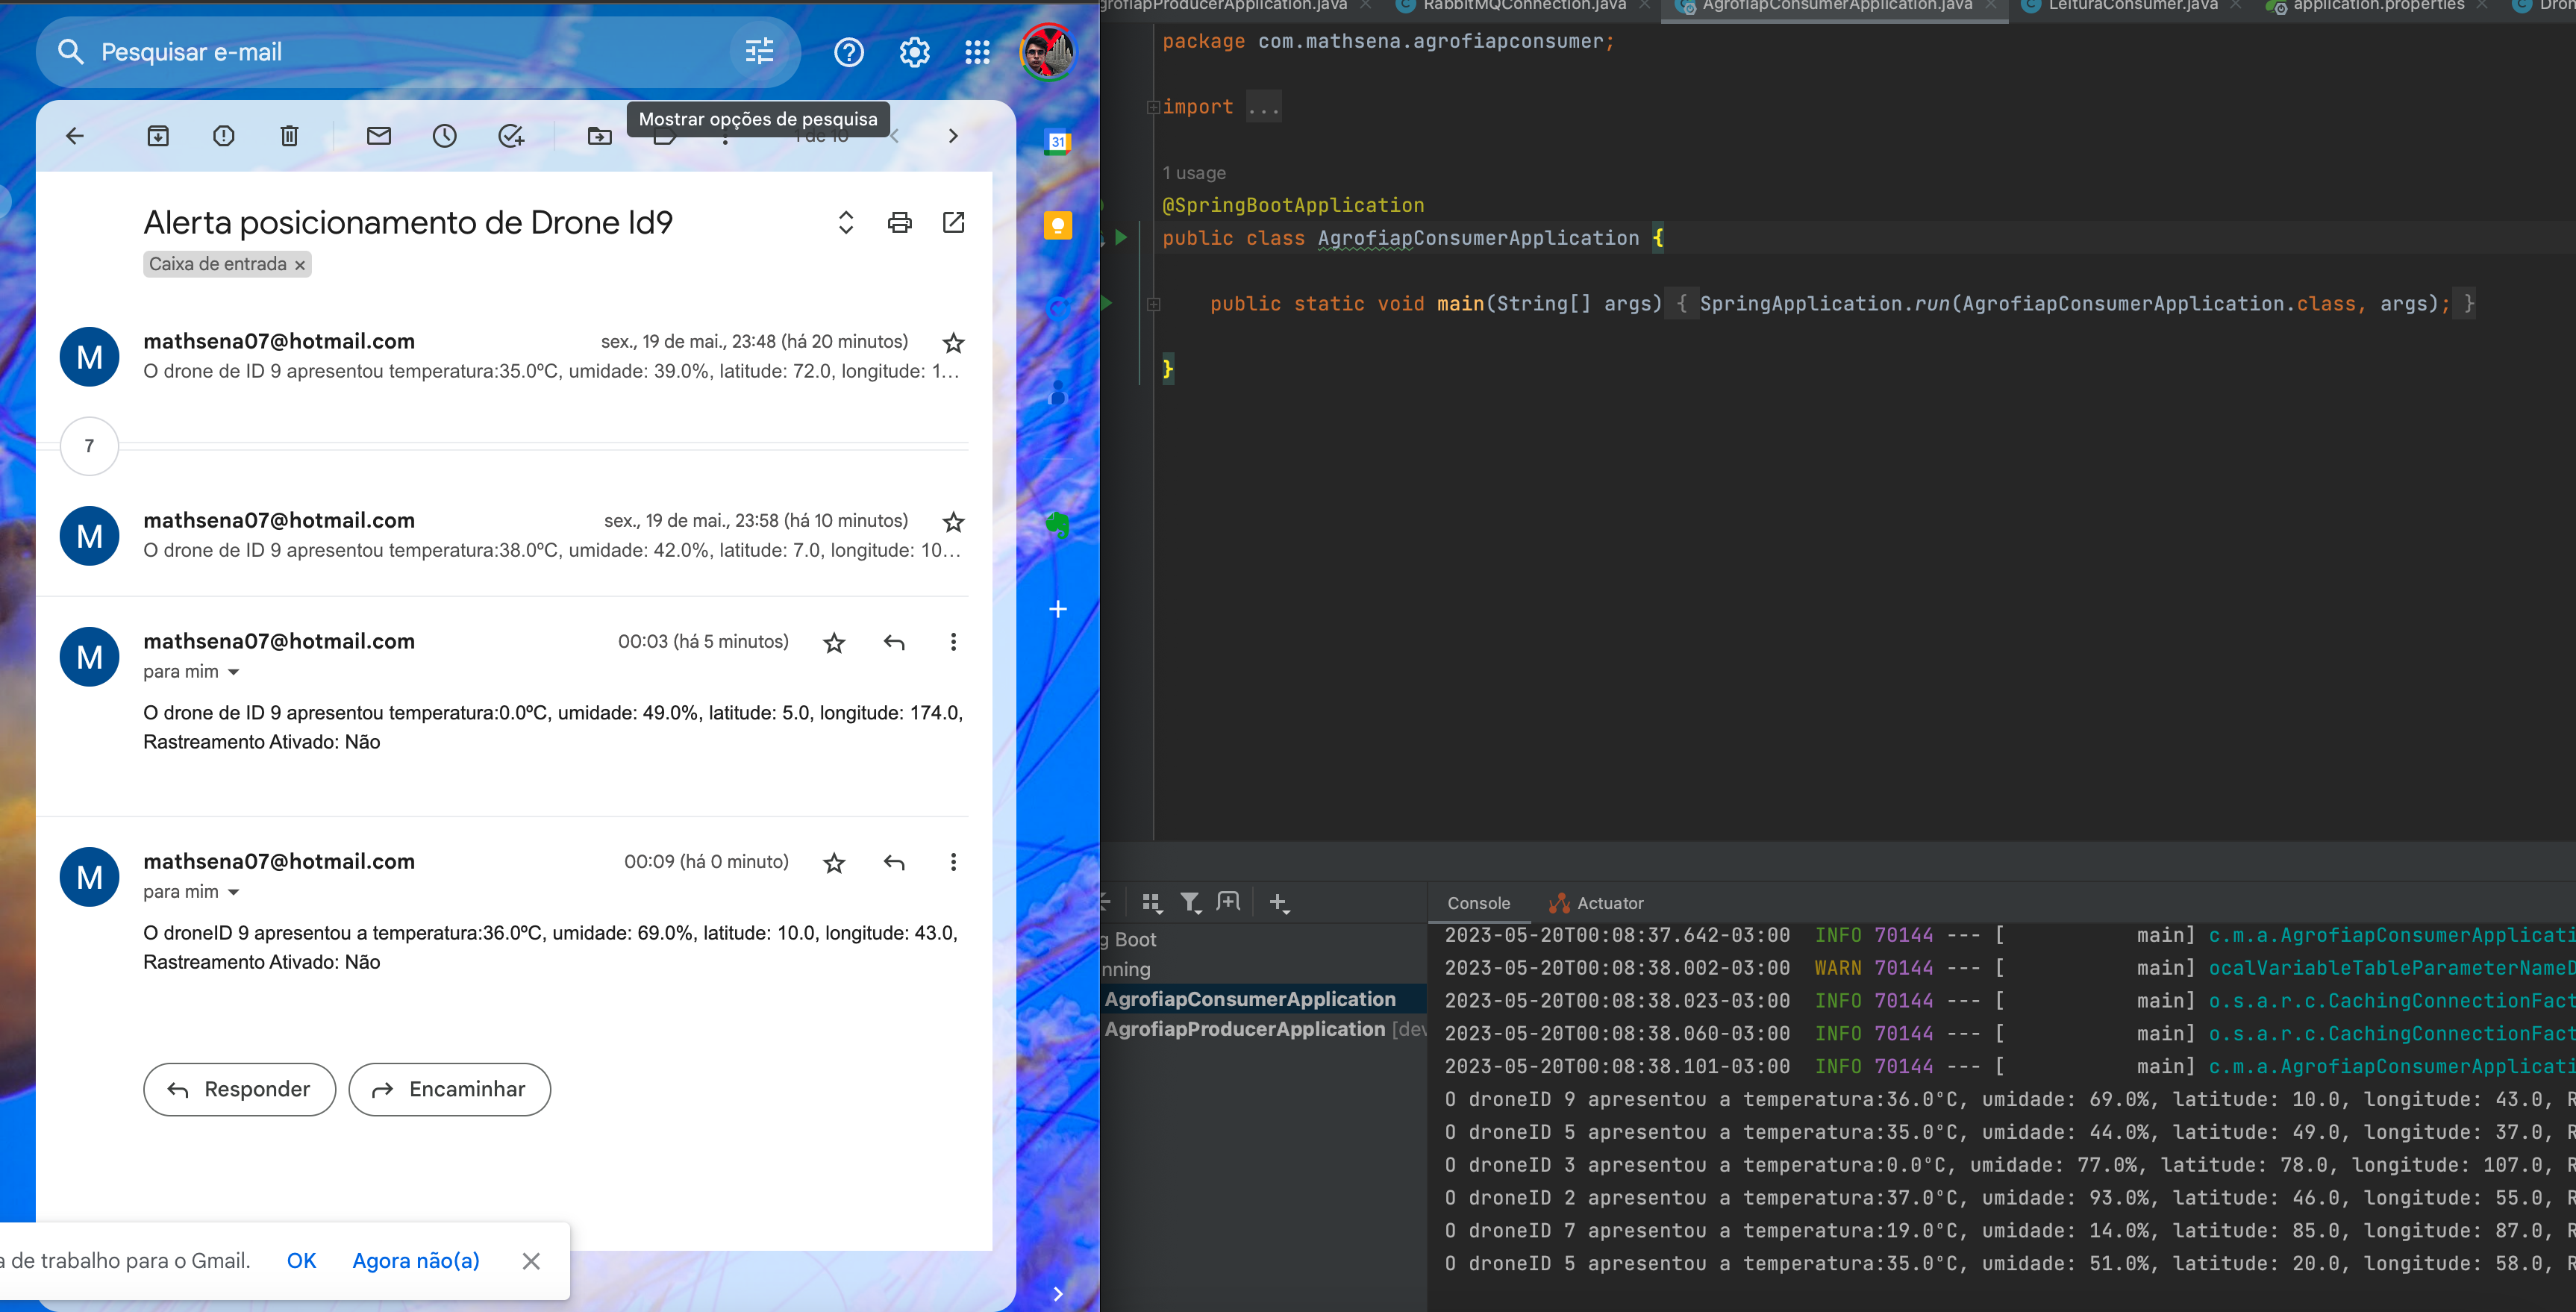 Pesquisar e-mail
Mostrar opções de pesquisa
1 de 10
31
Alerta posicionamento de Drone Id9
Caixa de entrada ×
M
mathsena07@hotmail.com
sex., 19 de mai., 23:48 (há 20 minutos)
O drone de ID 9 apresentou temperatura:35.0ºC, umidade: 39.0%, latitude: 72.0, longitude: 1…
7
M
mathsena07@hotmail.com
sex., 19 de mai., 23:58 (há 10 minutos)
O drone de ID 9 apresentou temperatura:38.0ºC, umidade: 42.0%, latitude: 7.0, longitude: 10…
M
mathsena07@hotmail.com
00:03 (há 5 minutos)
para mim
O drone de ID 9 apresentou temperatura:0.0ºC, umidade: 49.0%, latitude: 5.0, longitude: 174.0,
Rastreamento Ativado: Não
M
mathsena07@hotmail.com
00:09 (há 0 minuto)
para mim
O droneID 9 apresentou a temperatura:36.0ºC, umidade: 69.0%, latitude: 10.0, longitude: 43.0,
Rastreamento Ativado: Não
Responder
Encaminhar
a de trabalho para o Gmail.
OK
Agora não(a)
grofiapProducerApplication.java
RabbitMQConnection.java
AgrofiapConsumerApplication.java
LeituraConsumer.java
application.properties
Dron
package com.mathsena.agrofiapconsumer;
import ...
1 usage
@SpringBootApplication
public class AgrofiapConsumerApplication {
public static void main(String[] args) { SpringApplication.run(AgrofiapConsumerApplication.class, args); }
}
g Boot
nning
AgrofiapConsumerApplication
AgrofiapProducerApplication [dev
Console
Actuator
2023-05-20T00:08:37.642-03:00 INFO 70144 --- [ main] c.m.a.AgrofiapConsumerApplicati
2023-05-20T00:08:38.002-03:00 WARN 70144 --- [ main] ocalVariableTableParameterNameD
2023-05-20T00:08:38.023-03:00 INFO 70144 --- [ main] o.s.a.r.c.CachingConnectionFact
2023-05-20T00:08:38.060-03:00 INFO 70144 --- [ main] o.s.a.r.c.CachingConnectionFact
2023-05-20T00:08:38.101-03:00 INFO 70144 --- [ main] c.m.a.AgrofiapConsumerApplicati
O droneID 9 apresentou a temperatura:36.0°C, umidade: 69.0%, latitude: 10.0, longitude: 43.0, R
O droneID 5 apresentou a temperatura:35.0°C, umidade: 44.0%, latitude: 49.0, longitude: 37.0, R
O droneID 3 apresentou a temperatura:0.0°C, umidade: 77.0%, latitude: 78.0, longitude: 107.0, R
O droneID 2 apresentou a temperatura:37.0°C, umidade: 93.0%, latitude: 46.0, longitude: 55.0, R
O droneID 7 apresentou a temperatura:19.0°C, umidade: 14.0%, latitude: 85.0, longitude: 87.0, R
O droneID 5 apresentou a temperatura:35.0°C, umidade: 51.0%, latitude: 20.0, longitude: 58.0, R